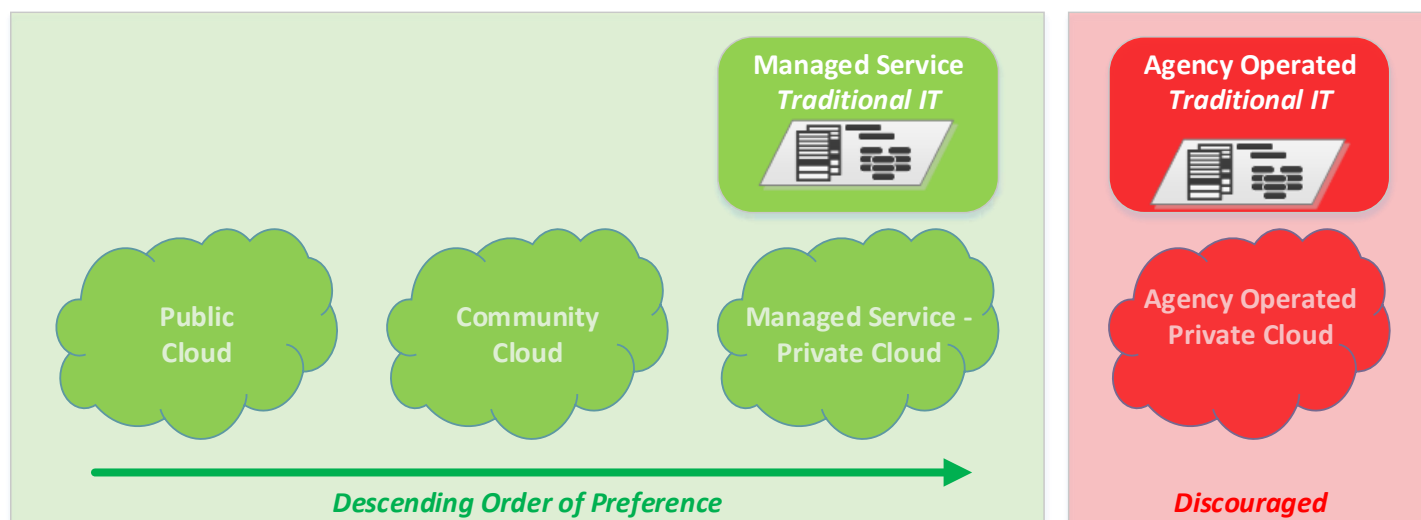 Managed Service
Traditional IT
Agency Operated
Traditional IT
Public
Cloud
Community
Cloud
Managed Service -
Private Cloud
Agency Operated
Private Cloud
Descending Order of Preference
Discouraged